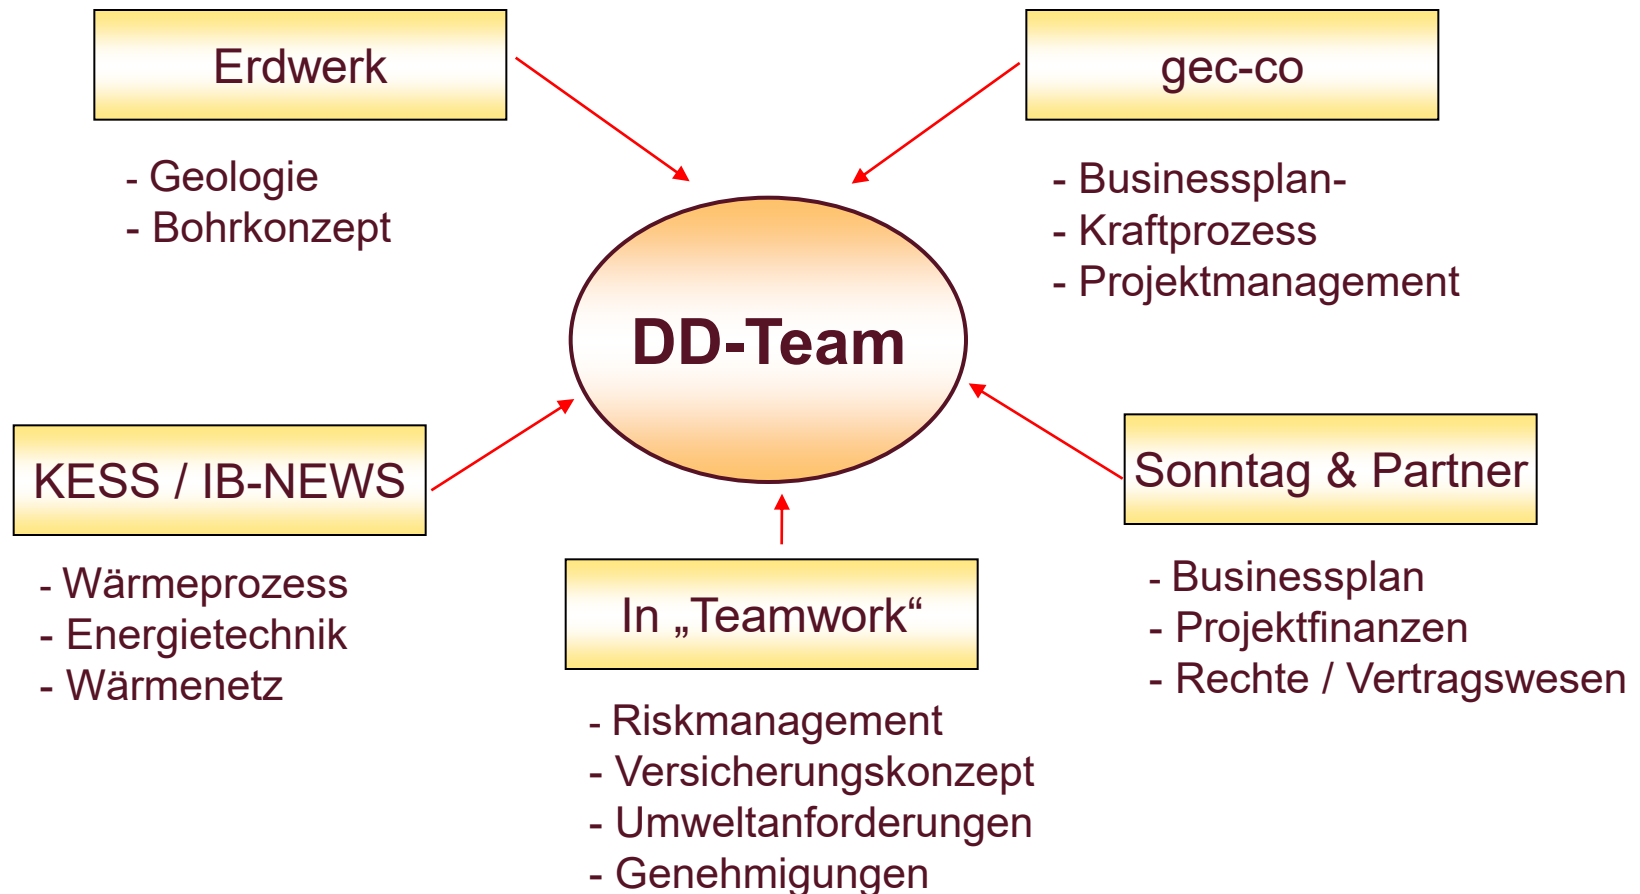 Erdwerk
- Geologie
- Bohrkonzept
gec-co
- Businessplan-
- Kraftprozess
- Projektmanagement
DD-Team
KESS / IB-NEWS
- Wärmeprozess
- Energietechnik
- Wärmenetz
In „Teamwork“
- Riskmanagement
- Versicherungskonzept
- Umweltanforderungen
- Genehmigungen
Sonntag & Partner
- Businessplan
- Projektfinanzen
- Rechte / Vertragswesen